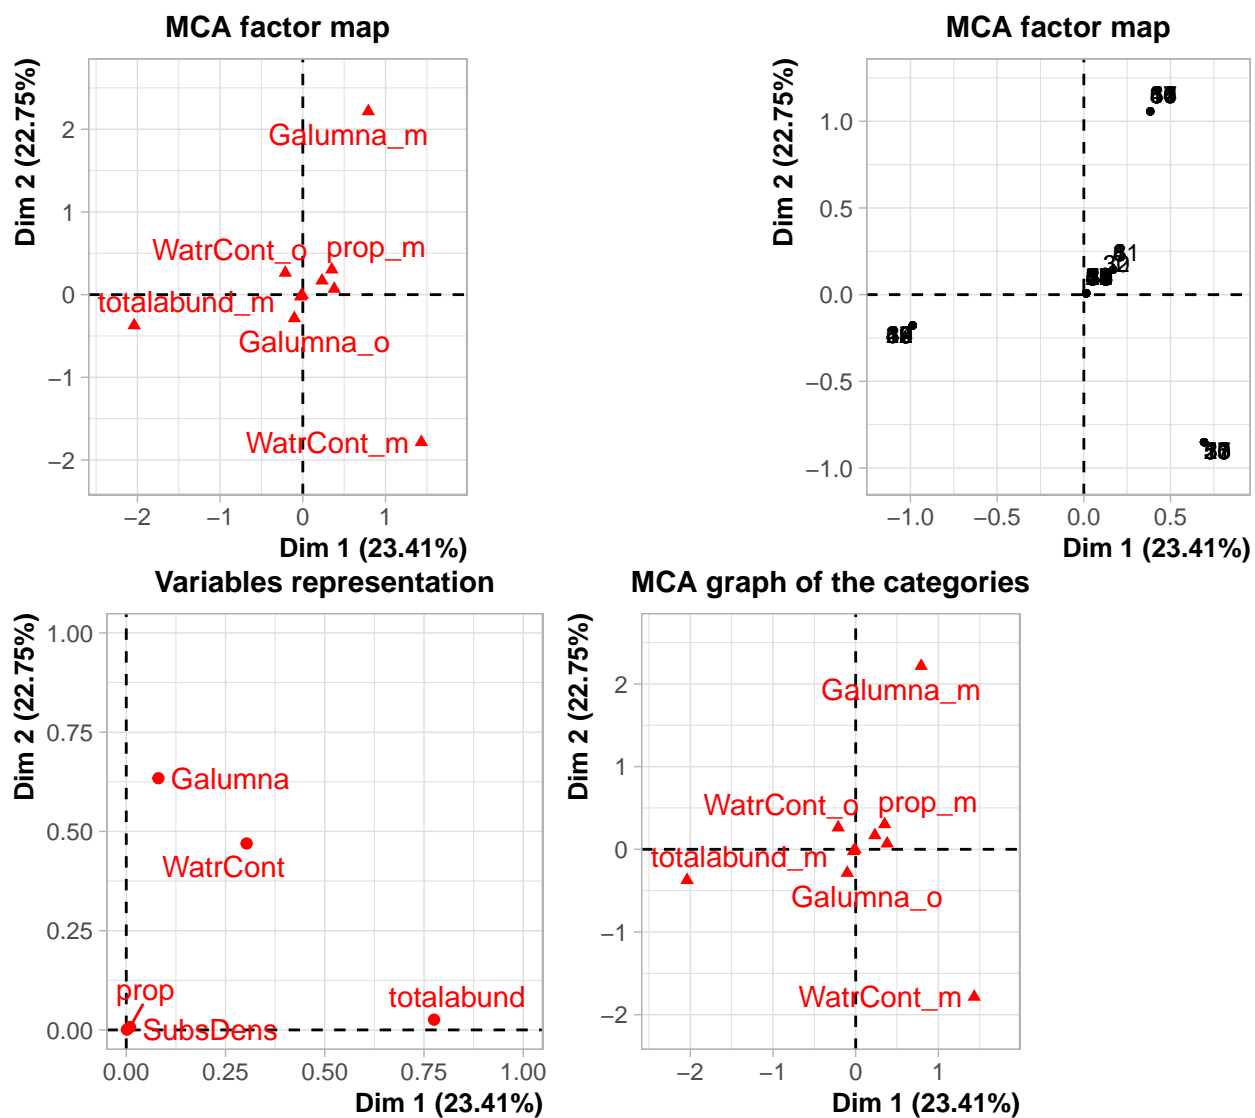 MCA factor map
Dim 2 (22.75%)
2
1
0
−1
−2
Galumna_m
WatrCont_o
prop_m
totalabund_m
Galumna_o
WatrCont_m
−2
−1
0
1
Dim 1 (23.41%)
MCA factor map
Dim 2 (22.75%)
1.0
0.5
0.0
−0.5
−1.0
−1.0
−0.5
0.0
0.5
Dim 1 (23.41%)
Variables representation
Dim 2 (22.75%)
1.00
0.75
0.50
0.25
0.00
Galumna
WatrCont
prop
SubsDens
totalabund
0.00
0.25
0.50
0.75
1.00
Dim 1 (23.41%)
MCA graph of the categories
Dim 2 (22.75%)
2
1
0
−1
−2
Galumna_m
WatrCont_o
prop_m
totalabund_m
Galumna_o
WatrCont_m
−2
−1
0
1
Dim 1 (23.41%)